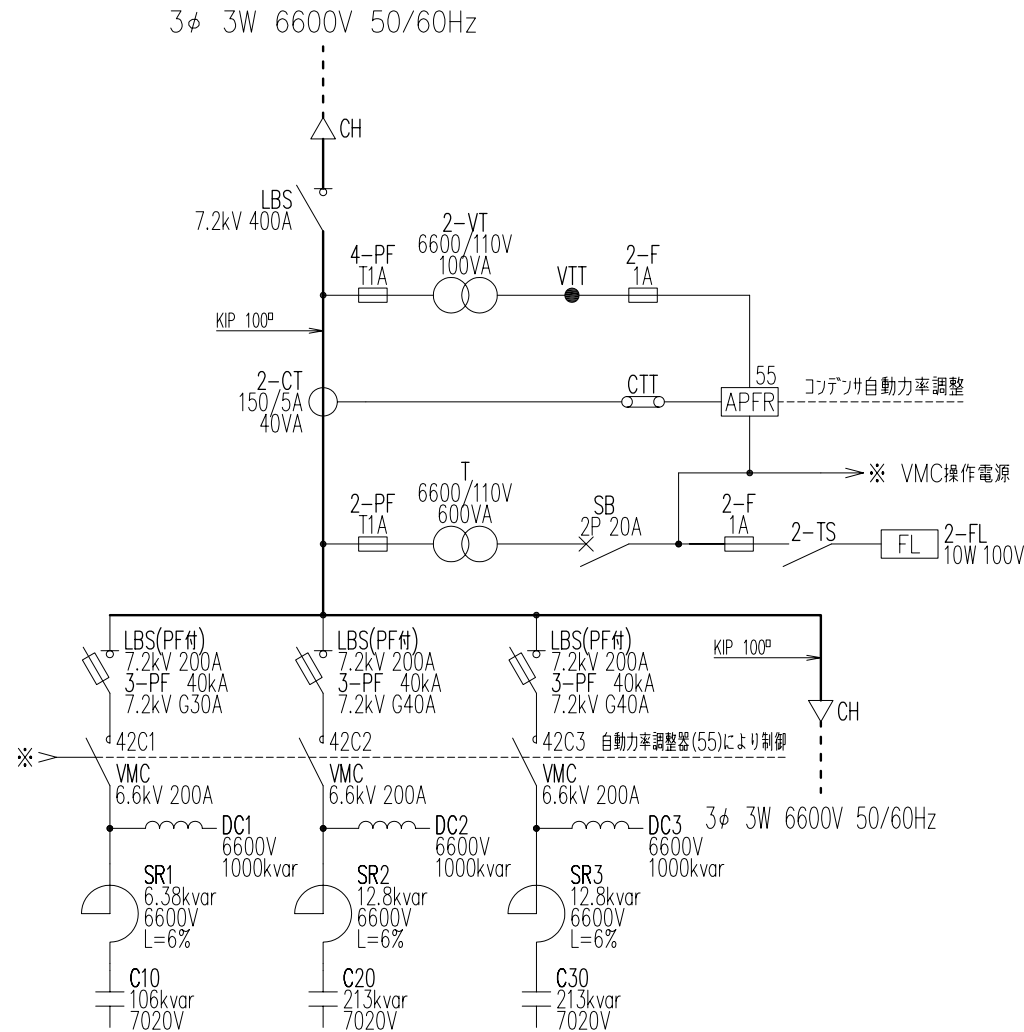 3φ 3W 6600V 50/60Hz
CH
LBS
7.2kV 400A
4-PF
T1A
2-VT
6600/110V
100VA
VTT
2-F
1A
KIP 100°
2-CT
150/5A
40VA
CTT
55
APFR
コンデンサ自動力率調整
※ VMC操作電源
2-PF
T1A
T
6600/110V
600VA
SB
2P 20A
2-F
1A
2-TS
FL
2-FL
10W 100V
LBS(PF付)
7.2kV 200A
3-PF 40kA
7.2kV G30A
LBS(PF付)
7.2kV 200A
3-PF 40kA
7.2kV G40A
LBS(PF付)
7.2kV 200A
3-PF 40kA
7.2kV G40A
KIP 100°
CH
※
42C1
42C2
42C3 自動力率調整器(55)により制御
VMC
6.6kV 200A
VMC
6.6kV 200A
VMC
6.6kV 200A
3φ 3W 6600V 50/60Hz
DC1
6600V
1000kvar
DC2
6600V
1000kvar
DC3
6600V
1000kvar
SR1
6.38kvar
6600V
L=6%
SR2
12.8kvar
6600V
L=6%
SR3
12.8kvar
6600V
L=6%
C10
106kvar
7020V
C20
213kvar
7020V
C30
213kvar
7020V